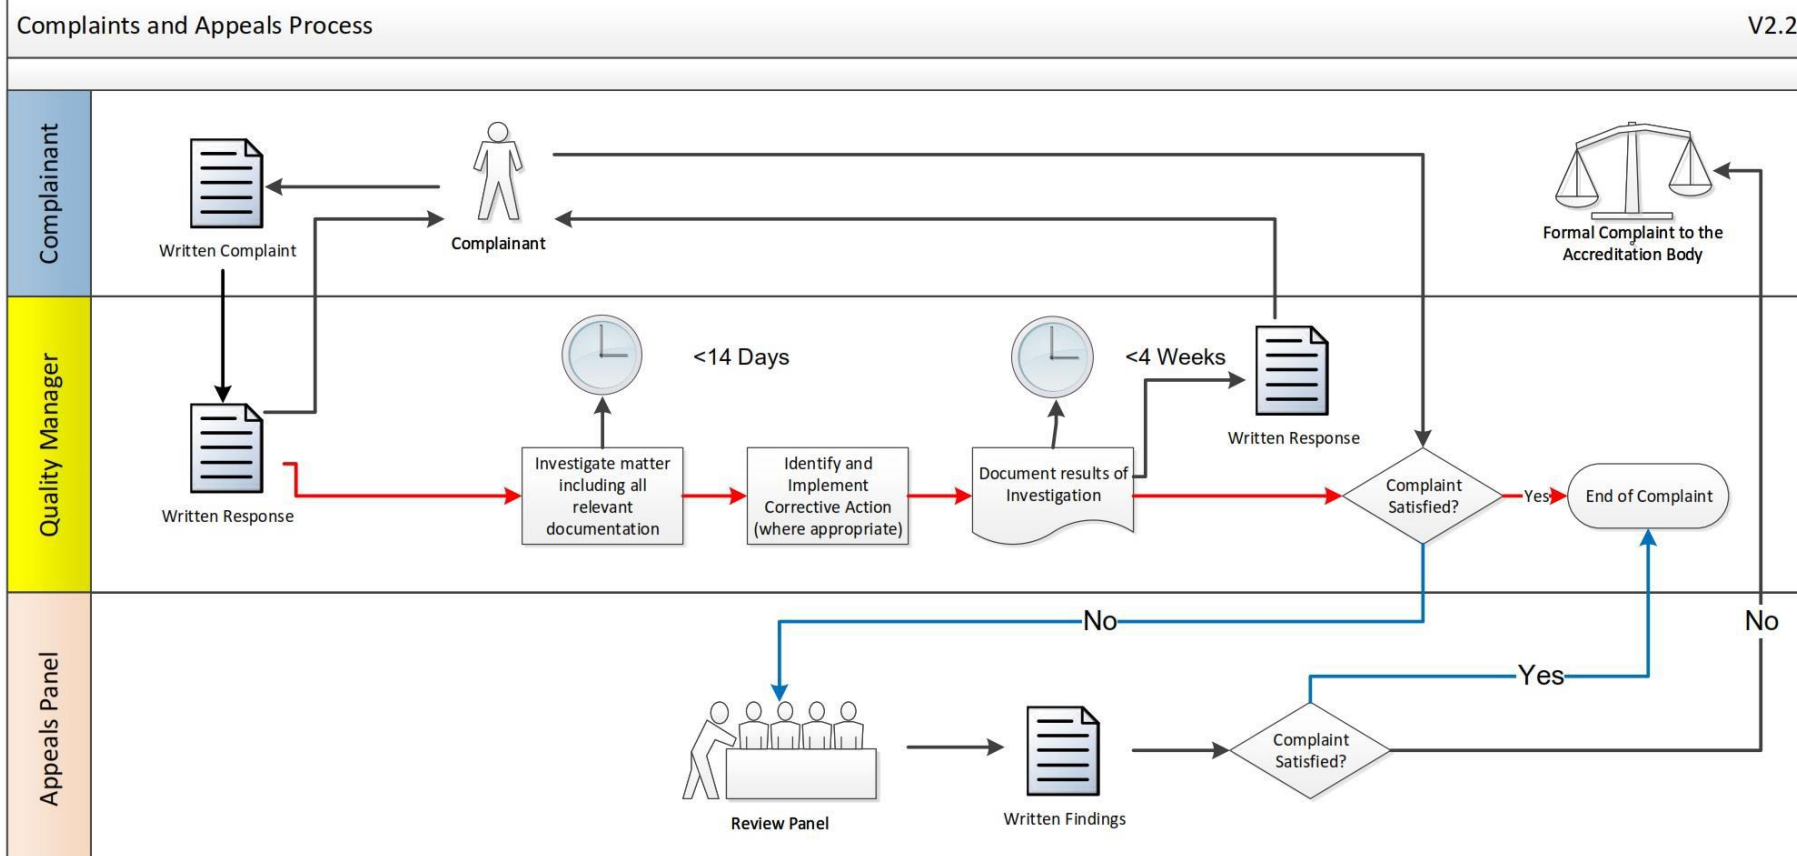 Complaints and Appeals Process
V2.2
Complainant
Written Complaint
Complainant
Formal Complaint to the
Accreditation Body
Quality Manager
<14 Days
<4 Weeks
Written Response
Written Response
Investigate matter
including all
relevant
documentation
Identify and
Implement
Corrective Action
(where appropriate)
Document results of
Investigation
Complaint
Satisfied?
Yes
End of Complaint
Appeals Panel
No
No
Yes
Review Panel
Written Findings
Complaint
Satisfied?